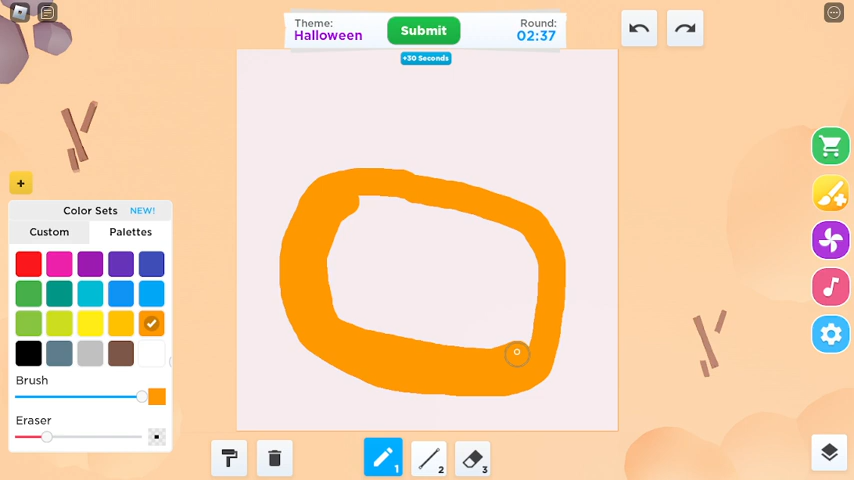 Theme:
Halloween
Submit
Round:
02:37
+30 Seconds
+
Color Sets NEW!
Custom Palettes
Brush
Eraser
1
2
3